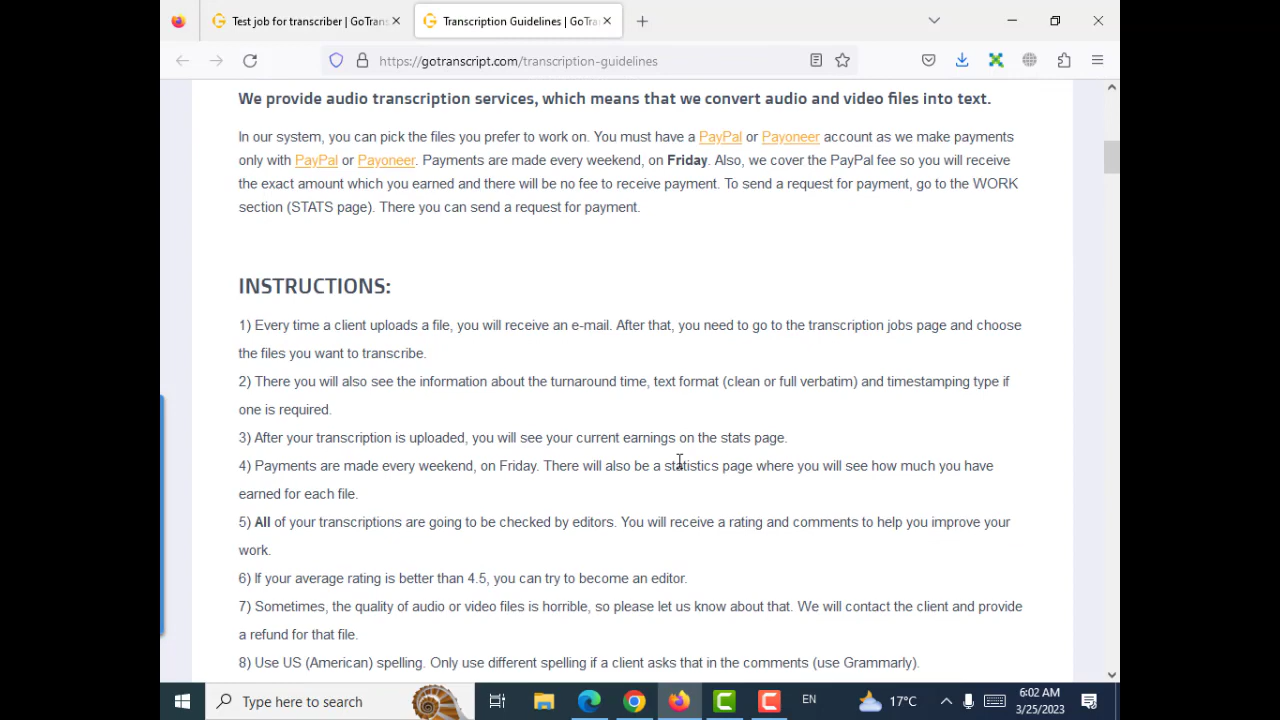 Test job for transcriber | GoTrans
Transcription Guidelines | GoTra
https://gotranscript.com/transcription-guidelines
We provide audio transcription services, which means that we convert audio and video files into text.
In our system, you can pick the files you prefer to work on. You must have a PayPal or Payoneer account as we make payments
only with PayPal or Payoneer. Payments are made every weekend, on Friday. Also, we cover the PayPal fee so you will receive
the exact amount which you earned and there will be no fee to receive payment. To send a request for payment, go to the WORK
section (STATS page). There you can send a request for payment.
INSTRUCTIONS:
1) Every time a client uploads a file, you will receive an e-mail. After that, you need to go to the transcription jobs page and choose
the files you want to transcribe.
2) There you will also see the information about the turnaround time, text format (clean or full verbatim) and timestamping type if
one is required.
3) After your transcription is uploaded, you will see your current earnings on the stats page.
4) Payments are made every weekend, on Friday. There will also be a statistics page where you will see how much you have
earned for each file.
5) All of your transcriptions are going to be checked by editors. You will receive a rating and comments to help you improve your
work.
6) If your average rating is better than 4.5, you can try to become an editor.
7) Sometimes, the quality of audio or video files is horrible, so please let us know about that. We will contact the client and provide
a refund for that file.
8) Use US (American) spelling. Only use different spelling if a client asks that in the comments (use Grammarly).
Type here to search
EN
17°C
6:02 AM
3/25/2023